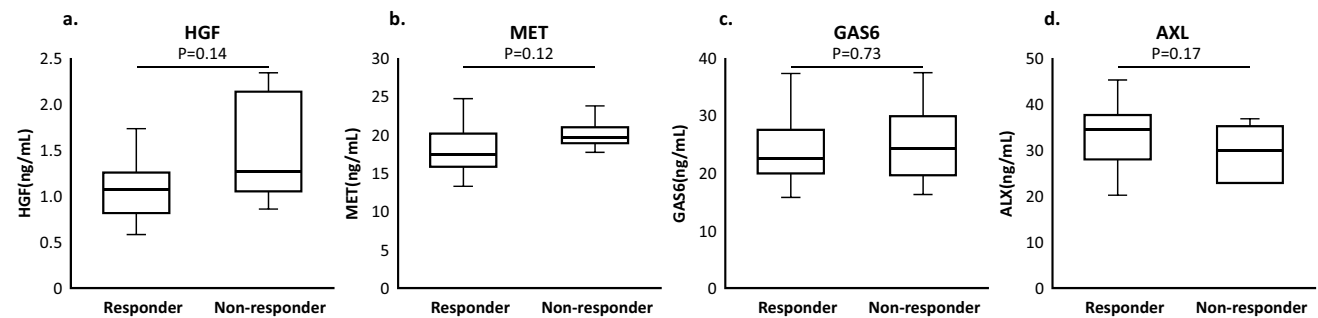 a.
HGF
P=0.14
HGF(ng/mL)
2.5
2.0
1.5
1.0
0.5
0
Responder Non-responder
b.
MET
P=0.12
MET(ng/mL)
30
25
20
15
10
5
0
Responder Non-responder
c.
GAS6
P=0.73
GAS6(ng/mL)
40
30
20
10
0
Responder Non-responder
d.
AXL
P=0.17
ALX(ng/mL)
50
40
30
20
10
0
Responder Non-responder